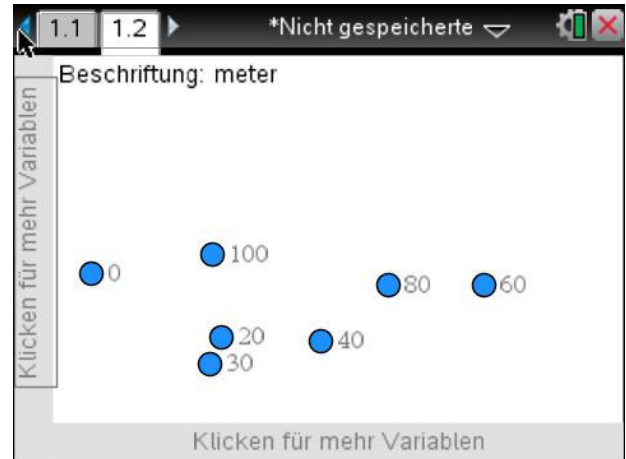 1.1 1.2 *Nicht gespeicherte
Beschriftung: meter
Klicken für mehr Variablen
100
0
80 60
20
40
30
Klicken für mehr Variablen